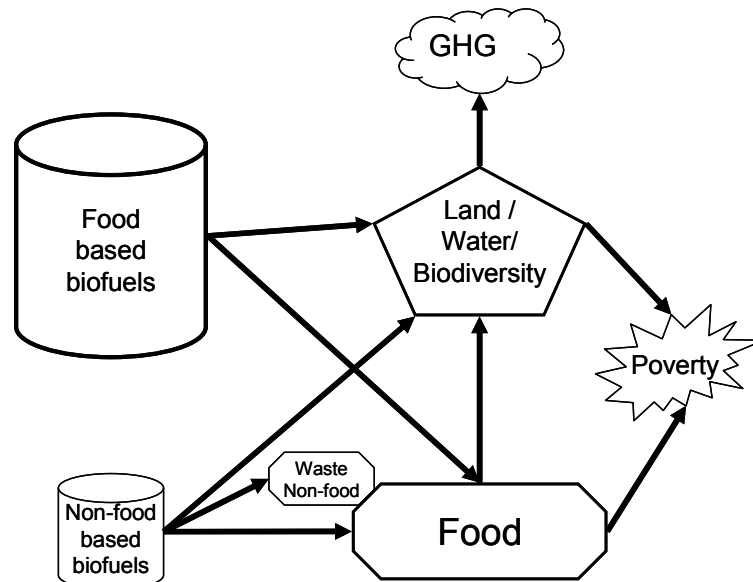 GHG
Food
based
biofuels
Land /
Water/
Biodiversity
Poverty
Waste
Non-food
Non-food
based
biofuels
Food